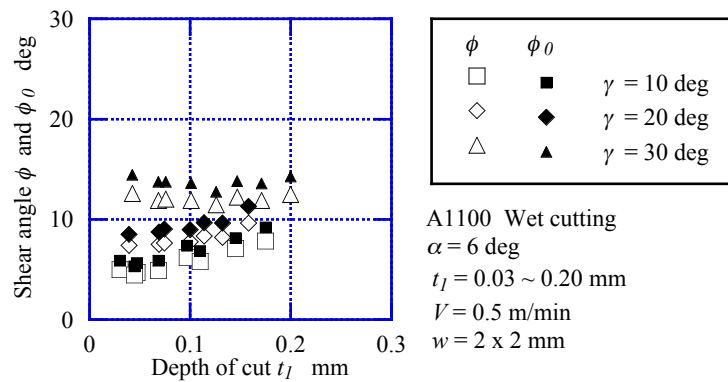 30
20
10
0
0
0.1
0.2
0.3
Shear angle ϕ and ϕ0 deg
Depth of cut t1 mm
ϕ ϕ0
γ = 10 deg
γ = 20 deg
γ = 30 deg
A1100 Wet cutting
α = 6 deg
t1 = 0.03 ~ 0.20 mm
V = 0.5 m/min
w = 2 x 2 mm